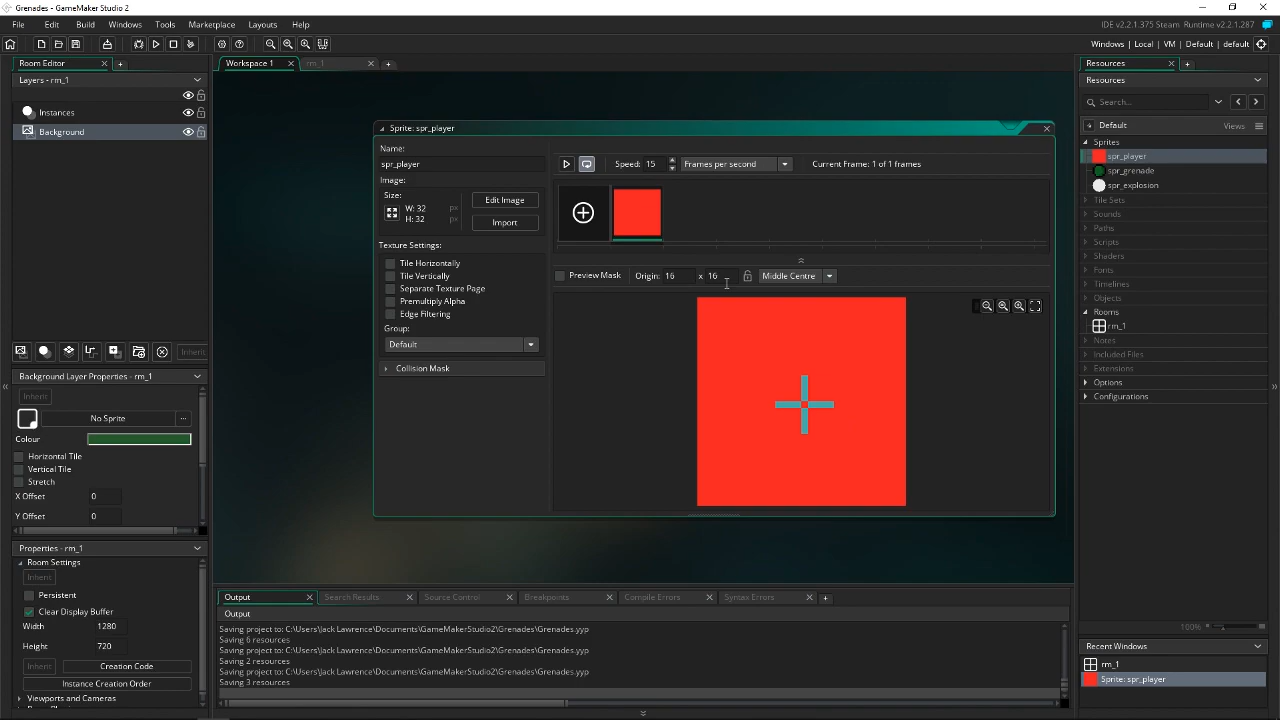 Grenades - GameMaker Studio 2
File Edit Build Windows Tools Marketplace Layouts Help
IDE v2.2.1.375 Steam Runtime v2.2.1.287
Windows | Local | VM | Default | default
Room Editor
Layers - rm_1
Instances
Background
Inherit
Background Layer Properties - rm_1
Inherit
No Sprite ...
Colour
Horizontal Tile
Vertical Tile
Stretch
X Offset 0
Y Offset 0
Properties - rm_1
Room Settings
Inherit
Persistent
Clear Display Buffer
Width 1280
Height 720
Inherit Creation Code
Instance Creation Order
Viewports and Cameras
Workspace 1
rm_1
Sprite: spr_player
Name:
spr_player
Image:
Size:
W: 32 px
H: 32 px
Edit Image
Import
Texture Settings:
Tile Horizontally
Tile Vertically
Separate Texture Page
Premultiply Alpha
Edge Filtering
Group:
Default
Collision Mask
Speed: 15 Frames per second Current Frame: 1 of 1 frames
Preview Mask Origin: 16 x 16 Middle Centre
Output Search Results Source Control Breakpoints Compile Errors Syntax Errors
Output
Saving project to: C:\Users\Jack Lawrence\Documents\GameMakerStudio2\Grenades\Grenades.yyp
Saving 6 resources
Saving project to: C:\Users\Jack Lawrence\Documents\GameMakerStudio2\Grenades\Grenades.yyp
Saving 2 resources
Saving project to: C:\Users\Jack Lawrence\Documents\GameMakerStudio2\Grenades\Grenades.yyp
Saving 3 resources
Resources
Resources
Search...
Default Views
Sprites
spr_player
spr_grenade
spr_explosion
Tile Sets
Sounds
Paths
Scripts
Shaders
Fonts
Timelines
Objects
Rooms
rm_1
Notes
Included Files
Extensions
Options
Configurations
100%
Recent Windows
rm_1
Sprite: spr_player